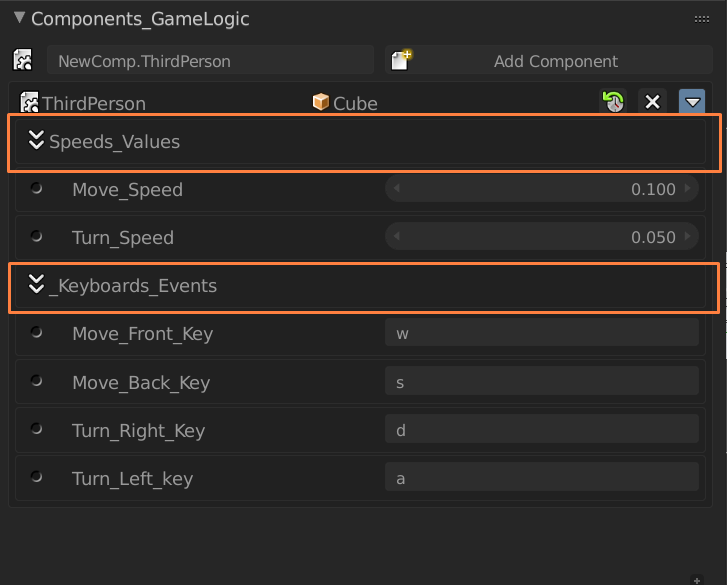 Components_GameLogic
NewComp.ThirdPerson Add Component
ThirdPerson Cube
Speeds_Values
Move_Speed 0.100
Turn_Speed 0.050
_Keyboards_Events
Move_Front_Key w
Move_Back_Key s
Turn_Right_Key d
Turn_Left_key a